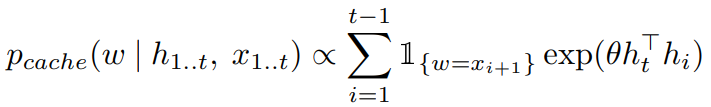 p_{cache}(w \mid h_{1..t}, x_{1..t}) \propto \sum_{i=1}^{t-1} \mathbb{1}_{\{w=x_{i+1}\}} \exp(\theta h_t^\top h_i)